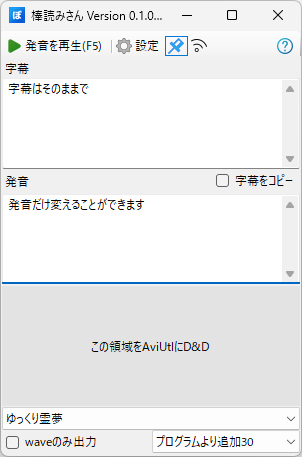 ぼ 棒読みさん Version 0.1.0...
発音を再生(F5) 設定
字幕
字幕はそのままで
発音 字幕をコピー
発音だけ変えることができます
この領域をAviUtlにD&D
ゆっくり霊夢
waveのみ出力 プログラムより追加30